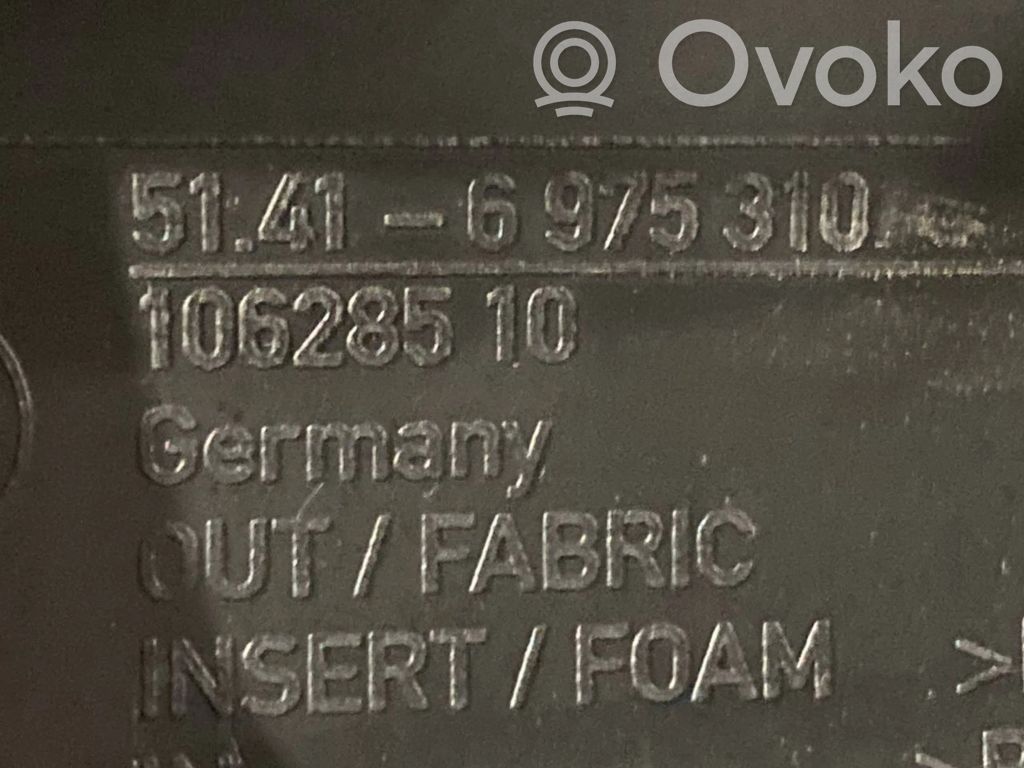 Ovoko
51.41 - 6 975 310.
106285 10
Germany
OUT / FABRIC
INSERT / FOAM